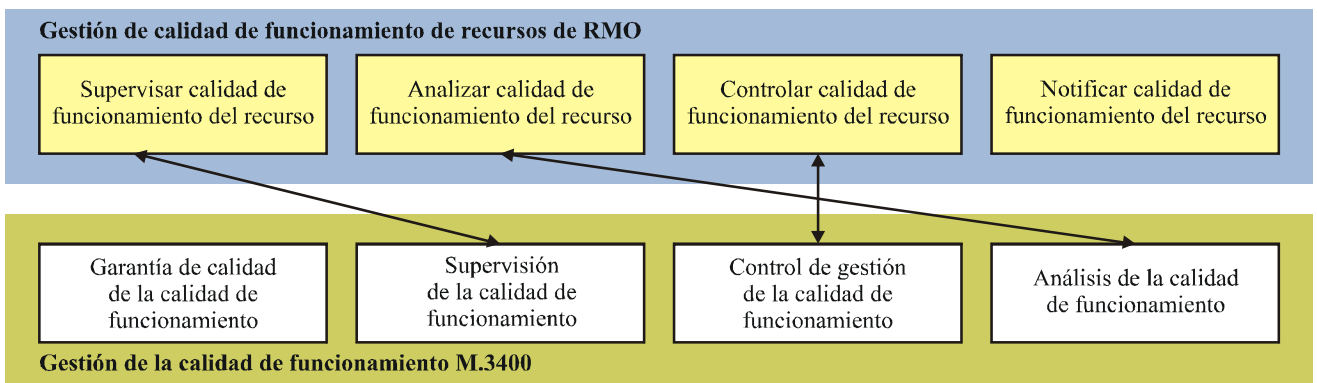 Gestión de calidad de funcionamiento de recursos de RMO
Supervisar calidad de
funcionamiento del recurso
Analizar calidad de
funcionamiento del recurso
Controlar calidad de
funcionamiento del recurso
Notificar calidad de
funcionamiento del recurso
Garantía de calidad
de la calidad de
funcionamiento
Supervisión
de la calidad de
funcionamiento
Control de gestión
de la calidad de
funcionamiento
Análisis de la calidad
de funcionamiento
Gestión de la calidad de funcionamiento M.3400